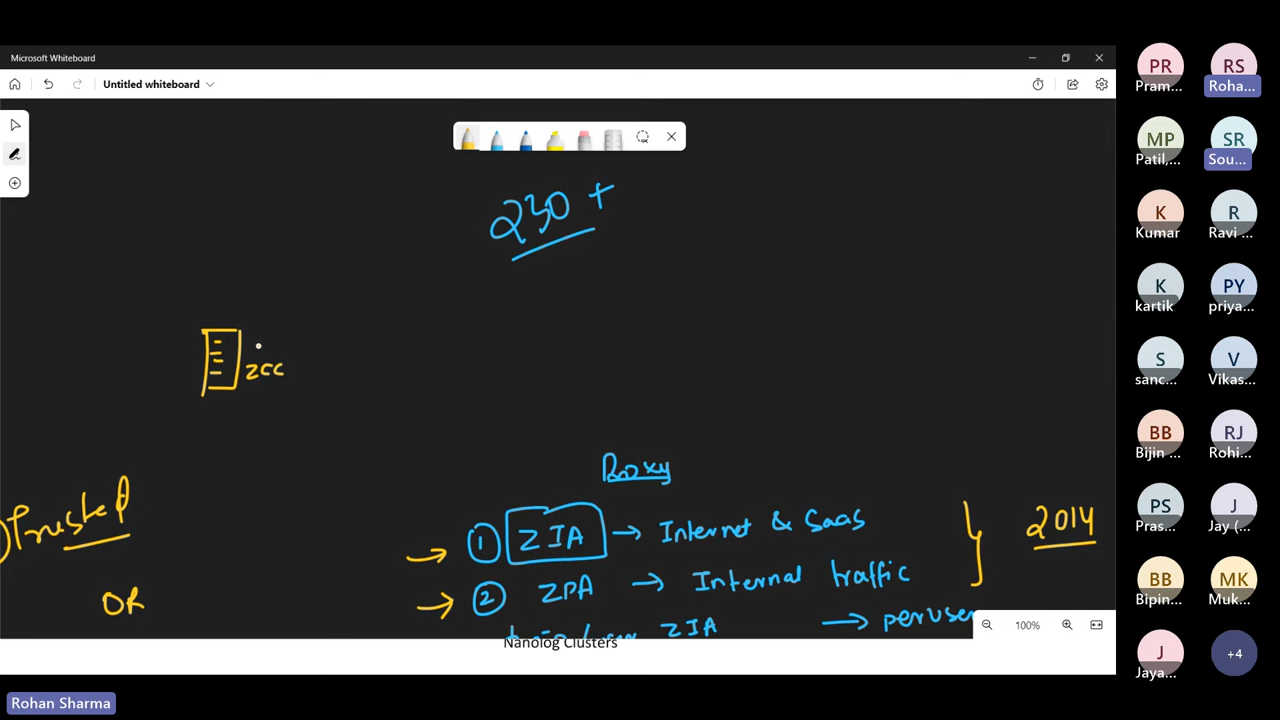 Microsoft Whiteboard
Untitled whiteboard
230 +
zcc
Proxy
Trusted
OR
→ ① ZIA → Internet & SaaS
→ ② ZPA → Internal traffic
2014
ZIA → peruser
100%
Nanolog Clusters
PR RS
Pram... Roha...
MP SR
Patil,... Sou...
K R
Kumar Ravi ...
K PY
kartik priya...
S V
sanc... Vikas...
BB RJ
Bijin ... Rohi...
PS J
Pras... Jay (...
BB MK
Bipin... Muk...
J +4
Jaya...
Rohan Sharma